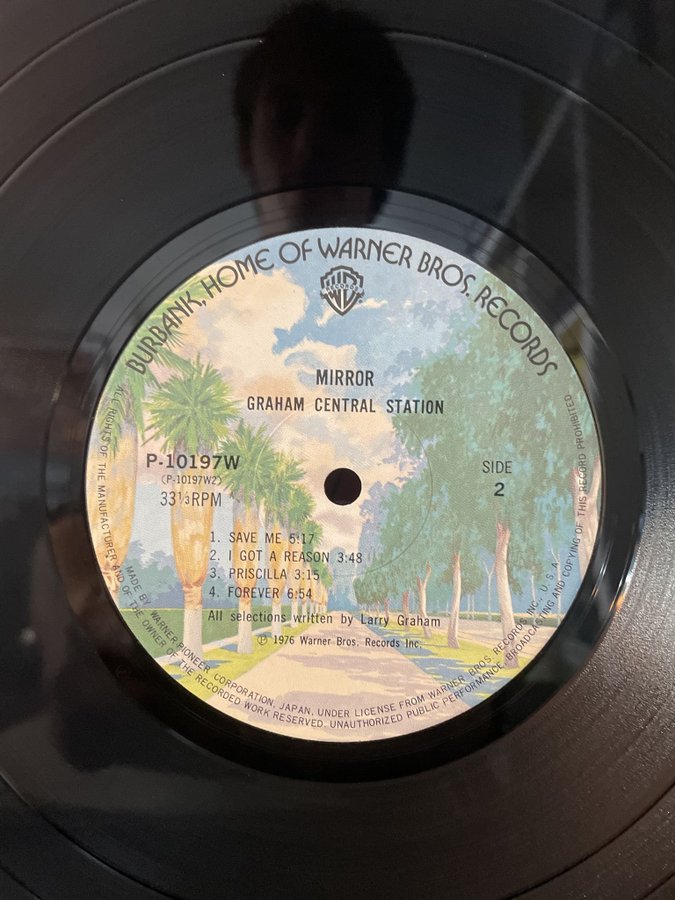 BURBANK, HOME OF WARNER BROS. RECORDS
RECORDS
MIRROR
GRAHAM CENTRAL STATION
P-10197W
(P-10197W2)
33⅓RPM
SIDE
2
1. SAVE ME 5:17
2. I GOT A REASON 3:48
3. PRISCILLA 3:15
4. FOREVER 6:54
All selections written by Larry Graham
Ⓟ 1976 Warner Bros. Records Inc.
MADE BY WARNER PIONEER CORPORATION, JAPAN, UNDER LICENSE FROM WARNER BROS. RECORDS INC., U.S.A.
ALL RIGHTS OF THE MANUFACTURER AND OF THE OWNER OF THE RECORDED WORK RESERVED. UNAUTHORIZED PUBLIC PERFORMANCE, BROADCASTING AND COPYING OF THIS RECORD PROHIBITED